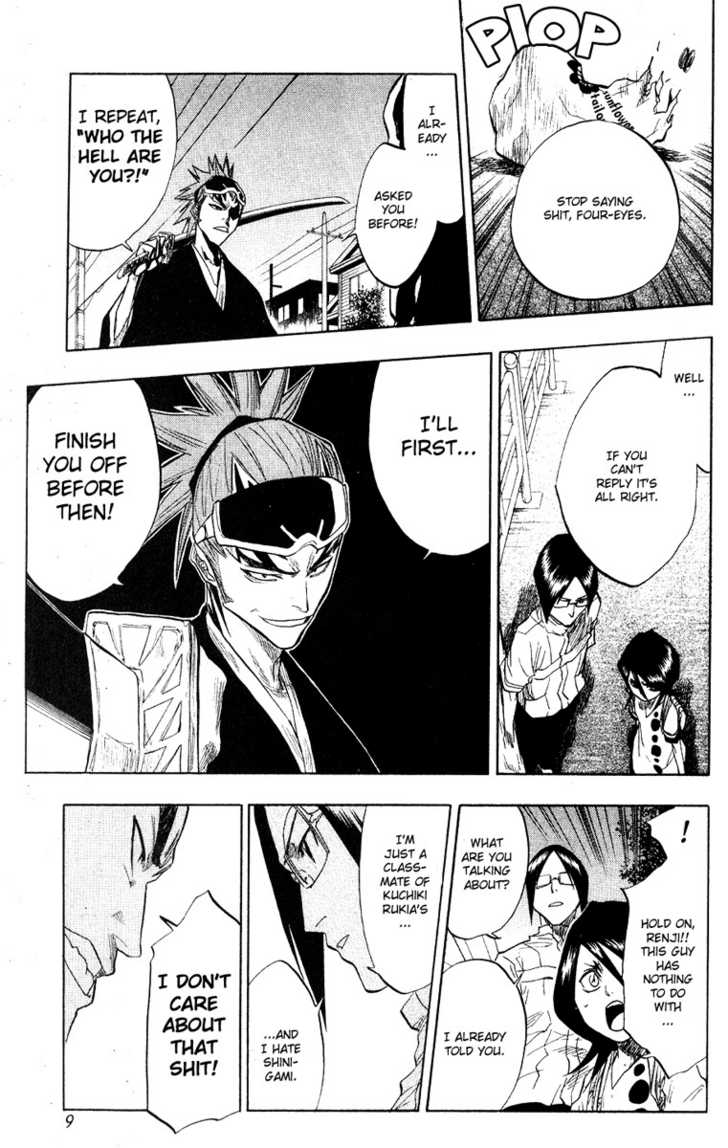 PLOP
sunflower
tailo
STOP SAYING
SHIT, FOUR-EYES.
I
ALR-
EADY
...
ASKED
YOU
BEFORE!
I REPEAT,
"WHO THE
HELL ARE
YOU?!"
WELL
...
IF YOU
CAN'T
REPLY IT'S
ALL RIGHT.
I'LL
FIRST...
FINISH
YOU OFF
BEFORE
THEN!
!
HOLD ON,
RENJI!!
THIS GUY
HAS
NOTHING
TO DO
WITH
...
WHAT
ARE YOU
TALKING
ABOUT?
I ALREADY
TOLD YOU.
I'M
JUST A
CLASS-
MATE OF
KUCHIKI
RUKIA'S
...
...AND
I HATE
SHINI-
GAMI.
I DON'T
CARE
ABOUT
THAT
SHIT!
9